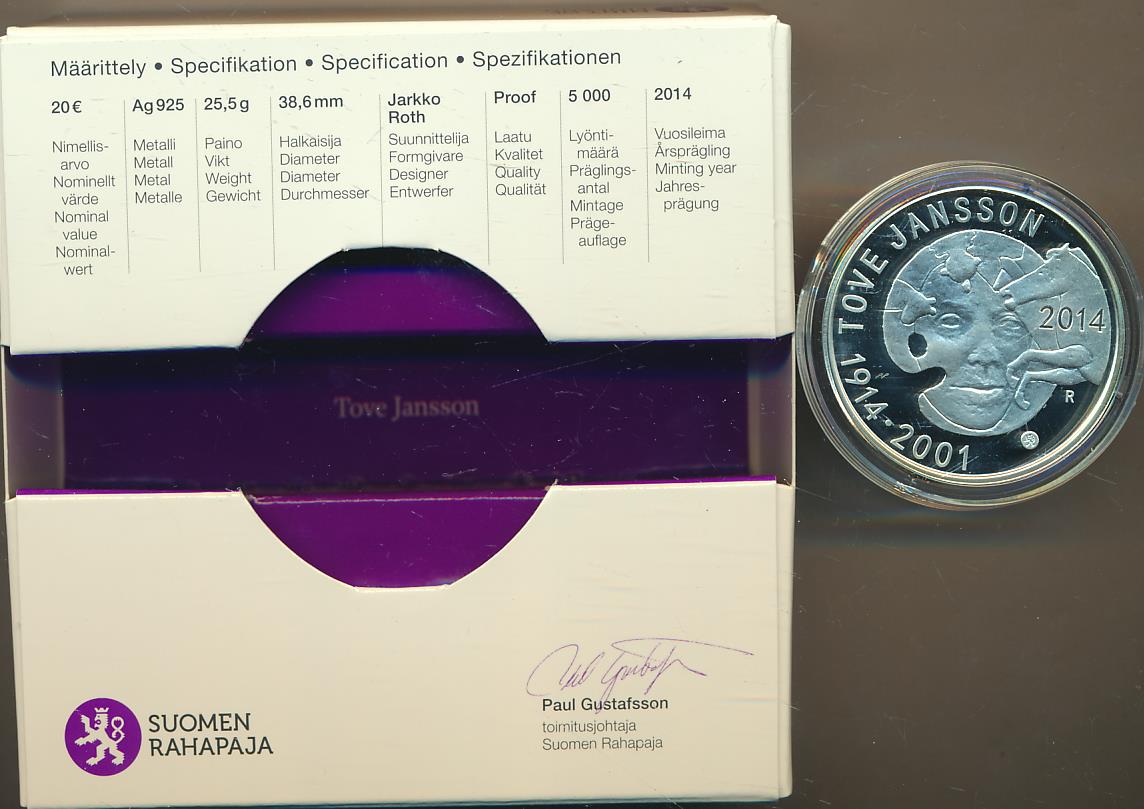 Määrittely • Specifikation • Specification • Spezifikationen
20 €
Nimellis-
arvo
Nominellt
värde
Nominal
value
Nominal-
wert
Ag 925
Metalli
Metall
Metal
Metalle
25,5 g
Paino
Vikt
Weight
Gewicht
38,6 mm
Halkaisija
Diameter
Diameter
Durchmesser
Jarkko
Roth
Suunnittelija
Formgivare
Designer
Entwerfer
Proof
Laatu
Kvalitet
Quality
Qualität
5 000
Lyönti-
määrä
Präglings-
antal
Mintage
Präge-
auflage
2014
Vuosileima
Årsprägling
Minting year
Jahres-
prägung
Tove Jansson
Paul Gustafsson
toimitusjohtaja
Suomen Rahapaja
SUOMEN
RAHAPAJA
1914·2001 TOVE JANSSON
2014
R